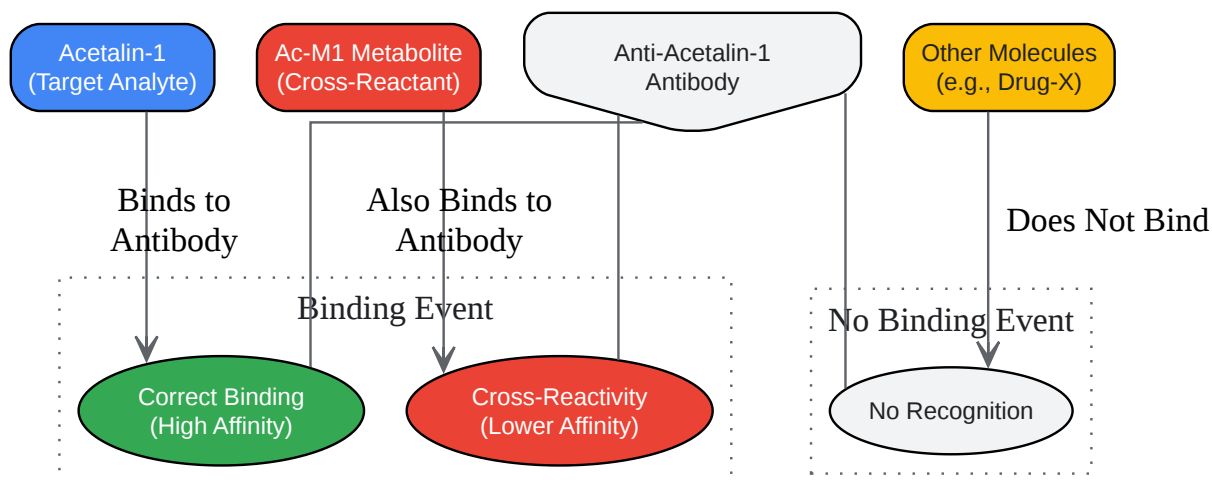 Acetalin-1
(Target Analyte)
Ac-M1 Metabolite
(Cross-Reactant)
Anti-Acetalin-1
Antibody
Other Molecules
(e.g., Drug-X)
Binds to
Antibody
Also Binds to
Antibody
Does Not Bind
Binding Event
No Binding Event
Correct Binding
(High Affinity)
Cross-Reactivity
(Lower Affinity)
No Recognition